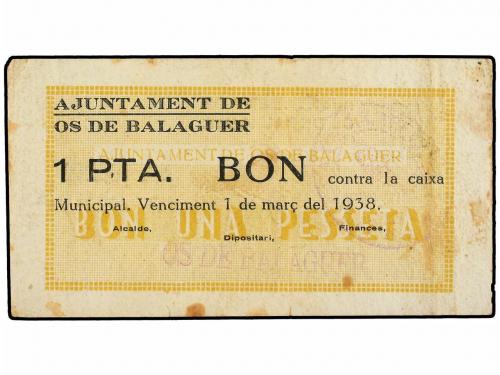 AJUNTAMENT DE
OS DE BALAGUER
AJUNTAMENT DE OS DE BALAGUER
1 PTA. BON contra la caixa
Municipal. Venciment 1 de març del 1938.
BON UNA PESSETA
Alcalde, Dipositari, Finances,
OS DE BALAGUER